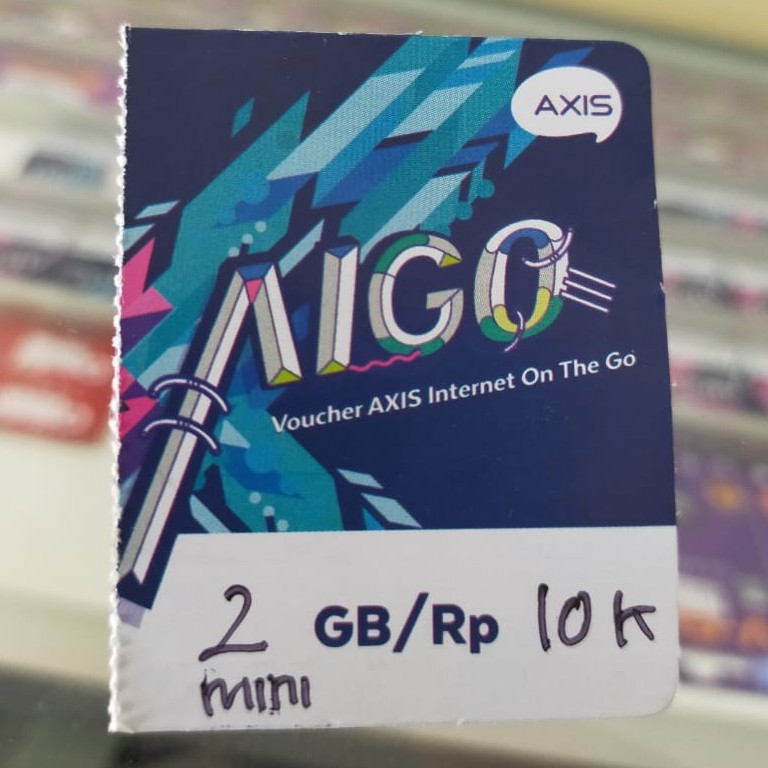 AXIS
AIGO
Voucher AXIS Internet On The Go
2 GB/Rp 10K
mini